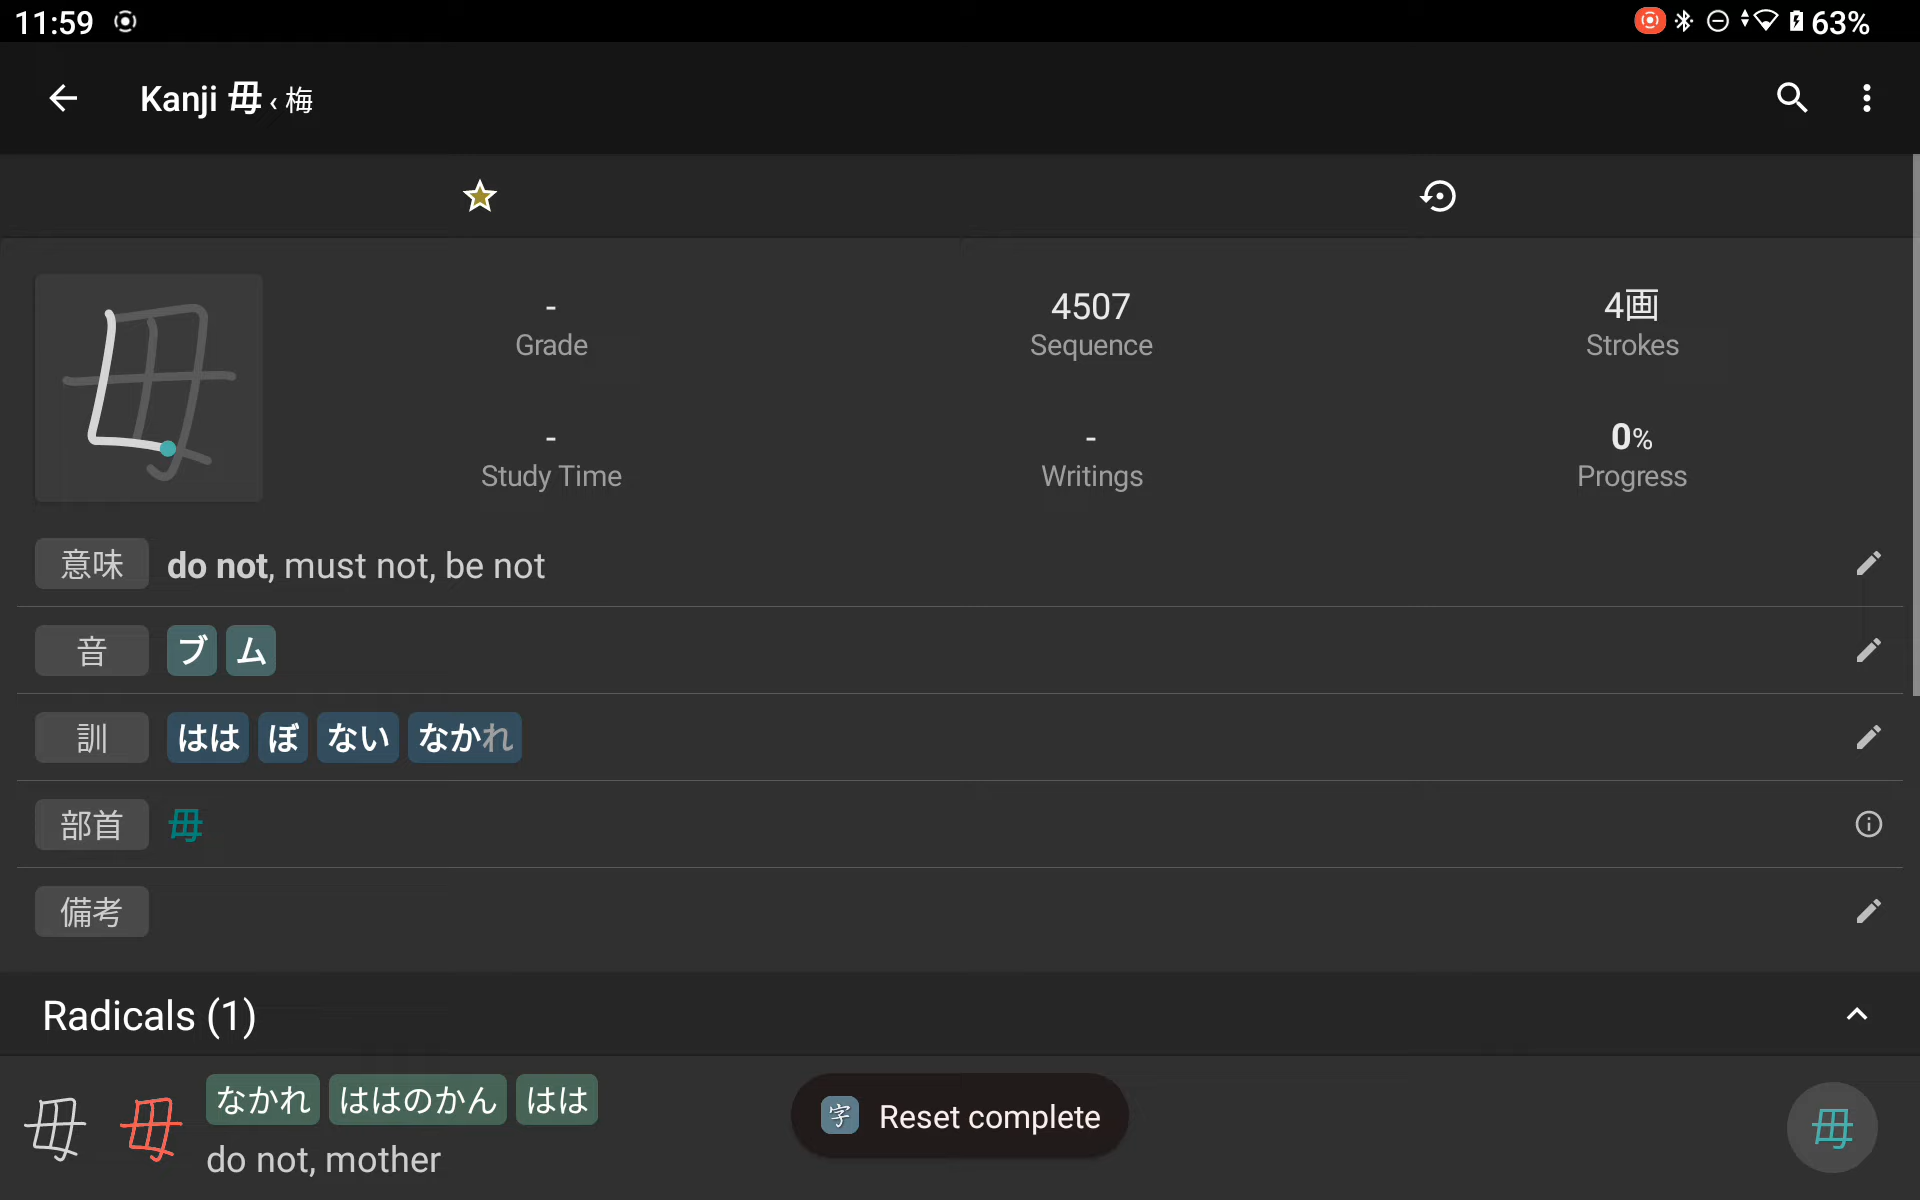 11:59 63%
Kanji 毋 ‹ 梅
- 4507 4画
Grade Sequence Strokes
- - 0%
Study Time Writings Progress
意味 do not, must not, be not
音 ブ ム
訓 はは ぼ ない なかれ
部首 毋
備考
Radicals (1)
毋 毋 なかれ ははのかん はは
do not, mother
字 Reset complete
毋